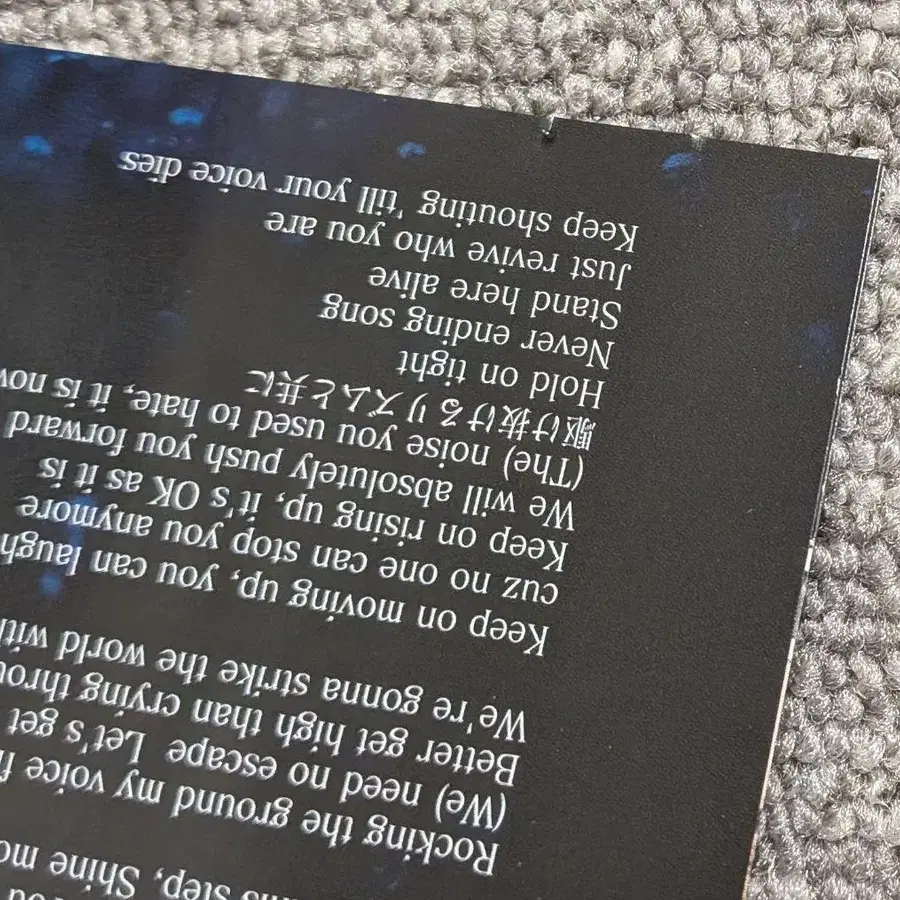 step, Shine
Rocking the ground my voice
(We) need no escape Let's get
Better get high than crying
We're gonna strike the world with
Keep on moving up, you can laugh
cuz no one can stop you anymore
Keep on rising up, it's OK as it is
We will absolutely push you forward
(The) noise you used to hate, it is
駆け抜けるリズムと共に
Hold on tight
Never ending song
Stand here alive
Just revive who you are
Keep shouting 'till your voice dies